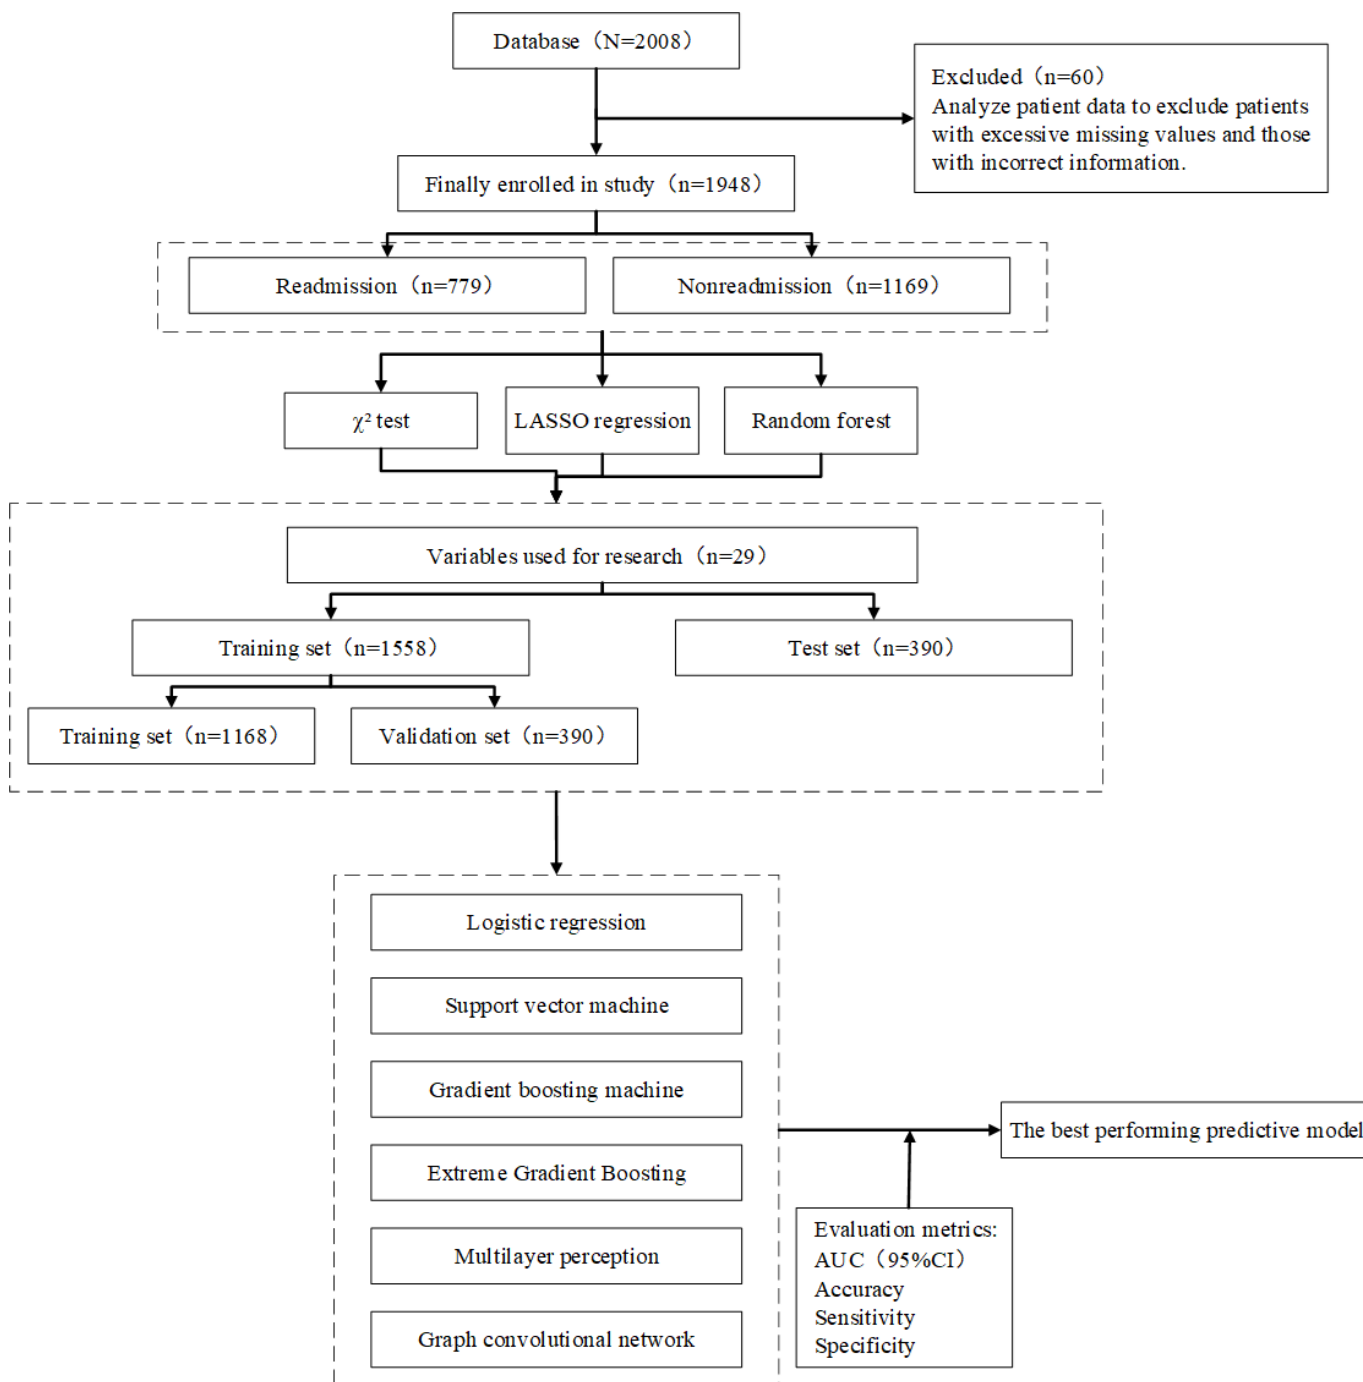 Database（N=2008）
Excluded（n=60）
Analyze patient data to exclude patients
with excessive missing values and those
with incorrect information.
Finally enrolled in study（n=1948）
Readmission（n=779）
Nonreadmission（n=1169）
χ² test
LASSO regression
Random forest
Variables used for research（n=29）
Training set（n=1558）
Test set（n=390）
Training set（n=1168）
Validation set（n=390）
Logistic regression
Support vector machine
Gradient boosting machine
Extreme Gradient Boosting
Multilayer perception
Graph convolutional network
The best performing predictive model
Evaluation metrics:
AUC（95%CI）
Accuracy
Sensitivity
Specificity